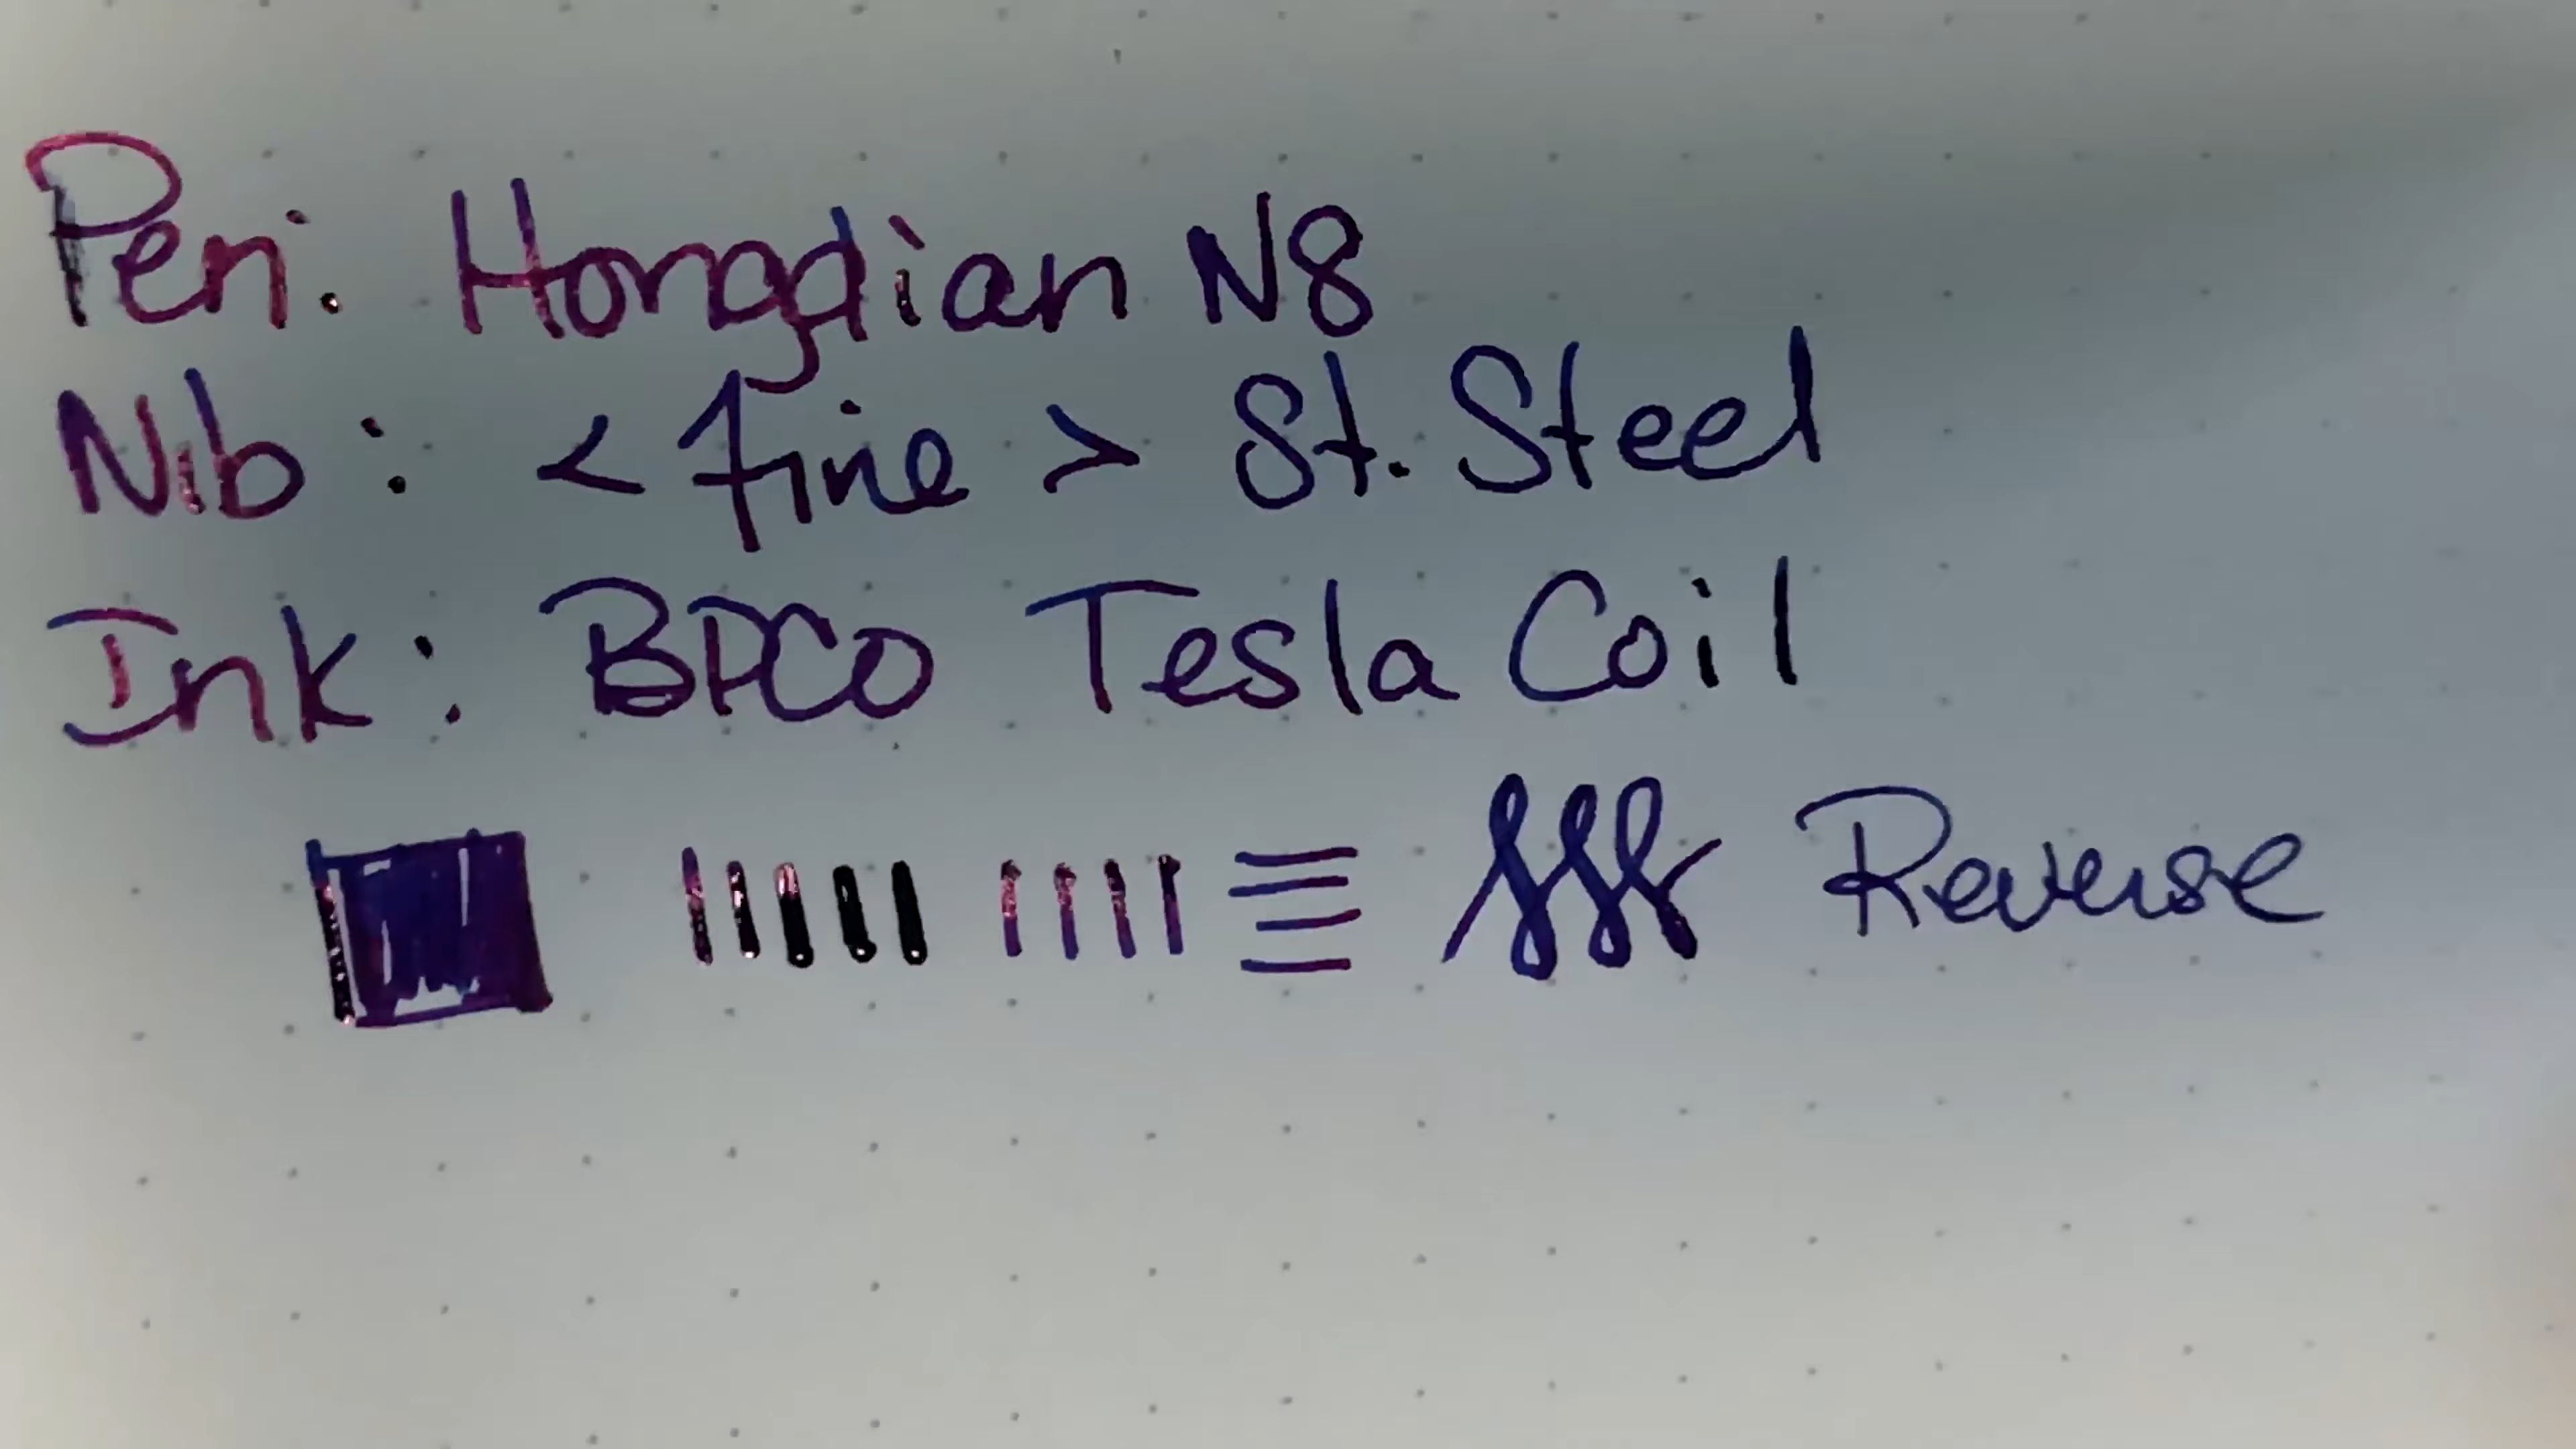 Pen: Hongdian N8
Nib: <fine> St. Steel
Ink: BPCO Tesla Coil
Reverse